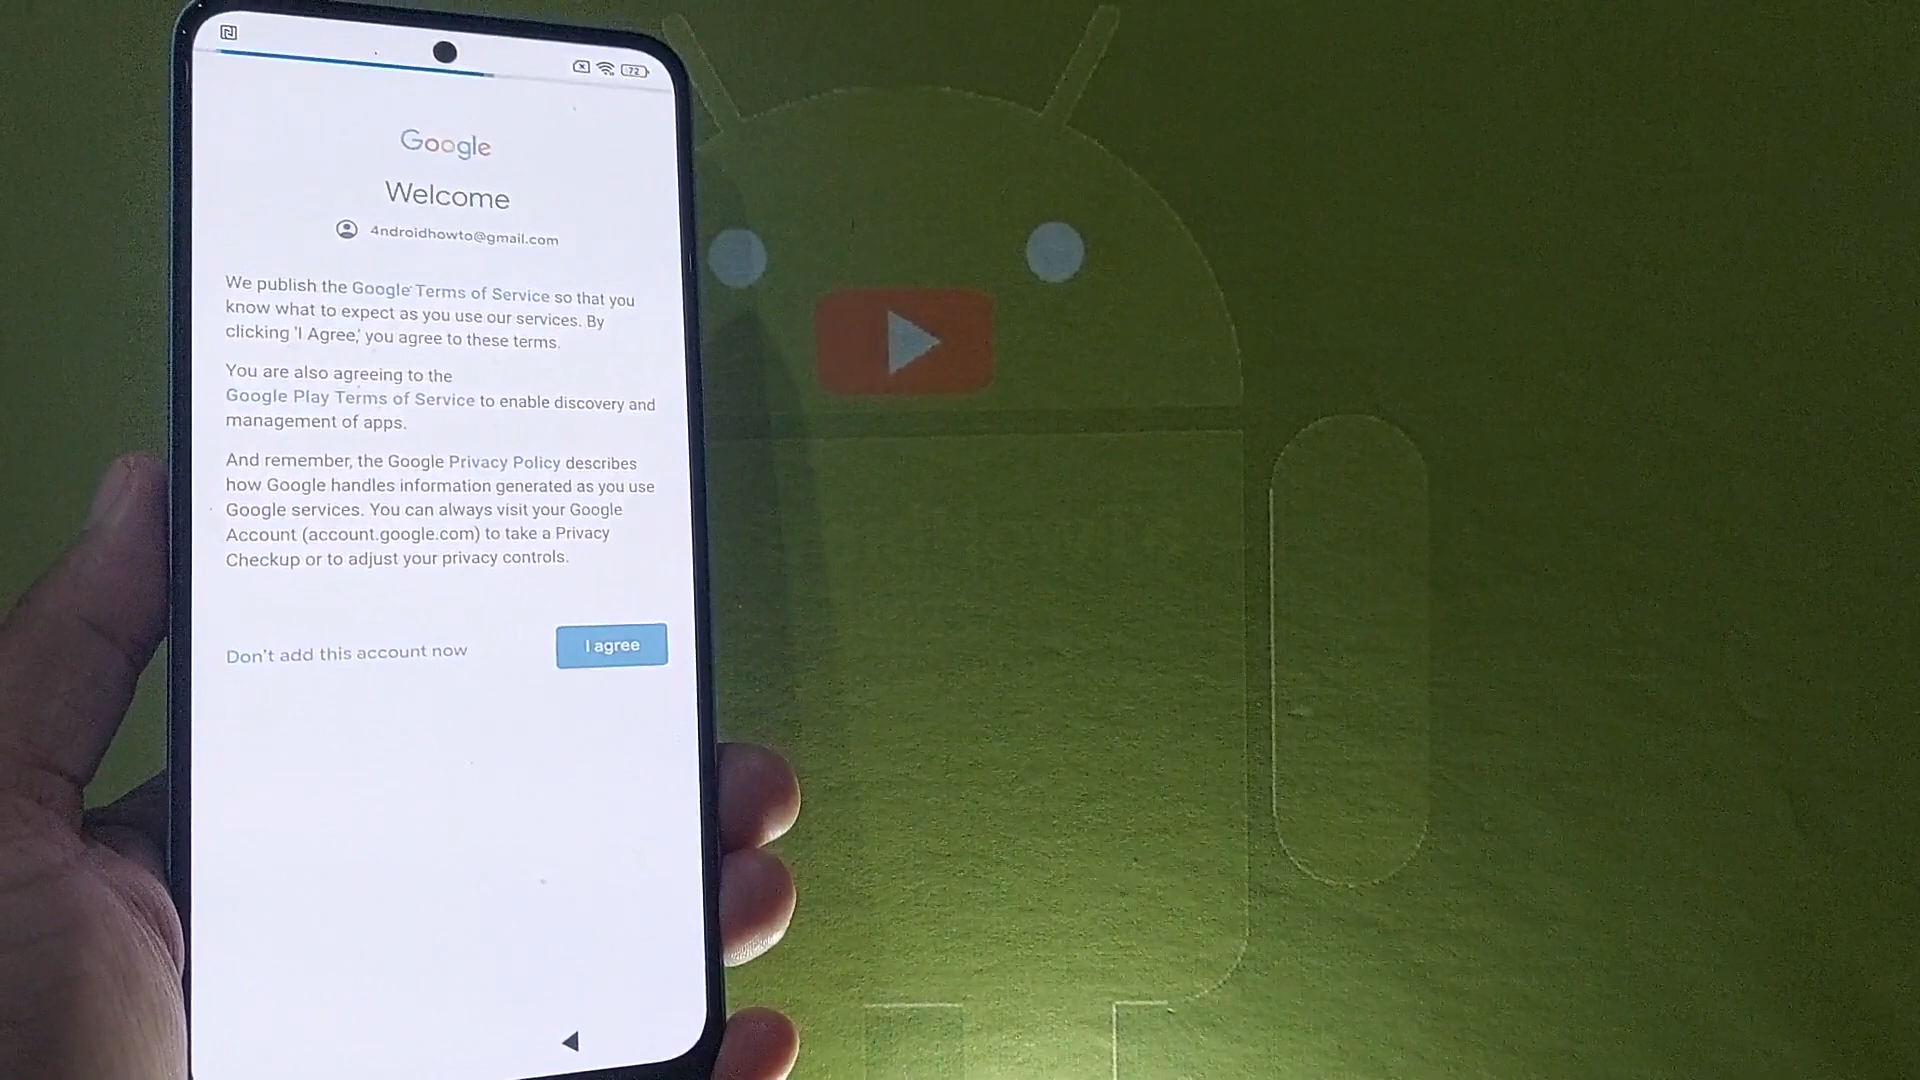 72
Google
Welcome
4ndroidhowto@gmail.com
We publish the Google Terms of Service so that you
know what to expect as you use our services. By
clicking 'I Agree,' you agree to these terms.
You are also agreeing to the
Google Play Terms of Service to enable discovery and
management of apps.
And remember, the Google Privacy Policy describes
how Google handles information generated as you use
Google services. You can always visit your Google
Account (account.google.com) to take a Privacy
Checkup or to adjust your privacy controls.
Don't add this account now
I agree